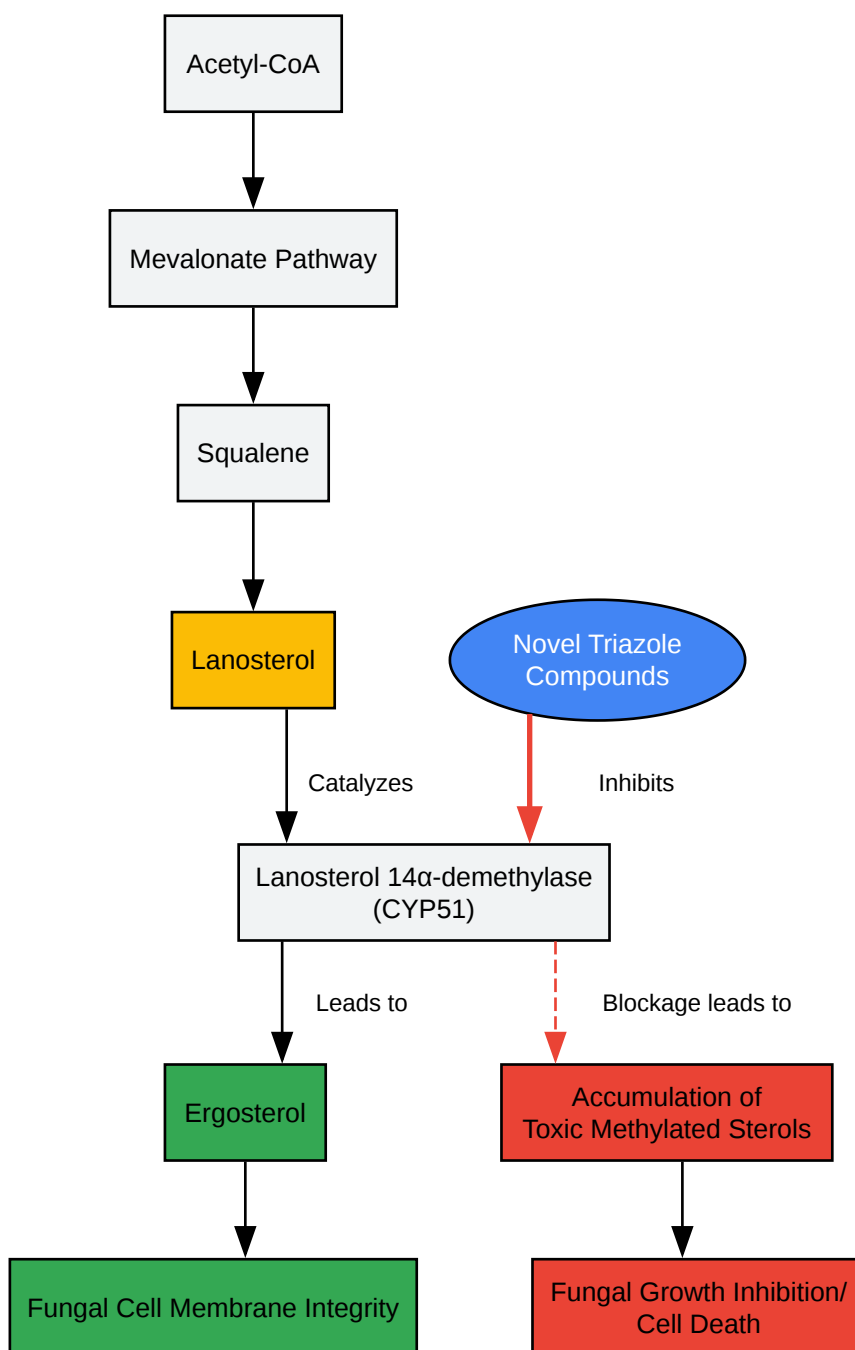 Acetyl-CoA
Mevalonate Pathway
Squalene
Lanosterol
Novel Triazole
Compounds
Catalyzes
Inhibits
Lanosterol 14α-demethylase
(CYP51)
Leads to
Blockage leads to
Ergosterol
Accumulation of
Toxic Methylated Sterols
Fungal Cell Membrane Integrity
Fungal Growth Inhibition/
Cell Death